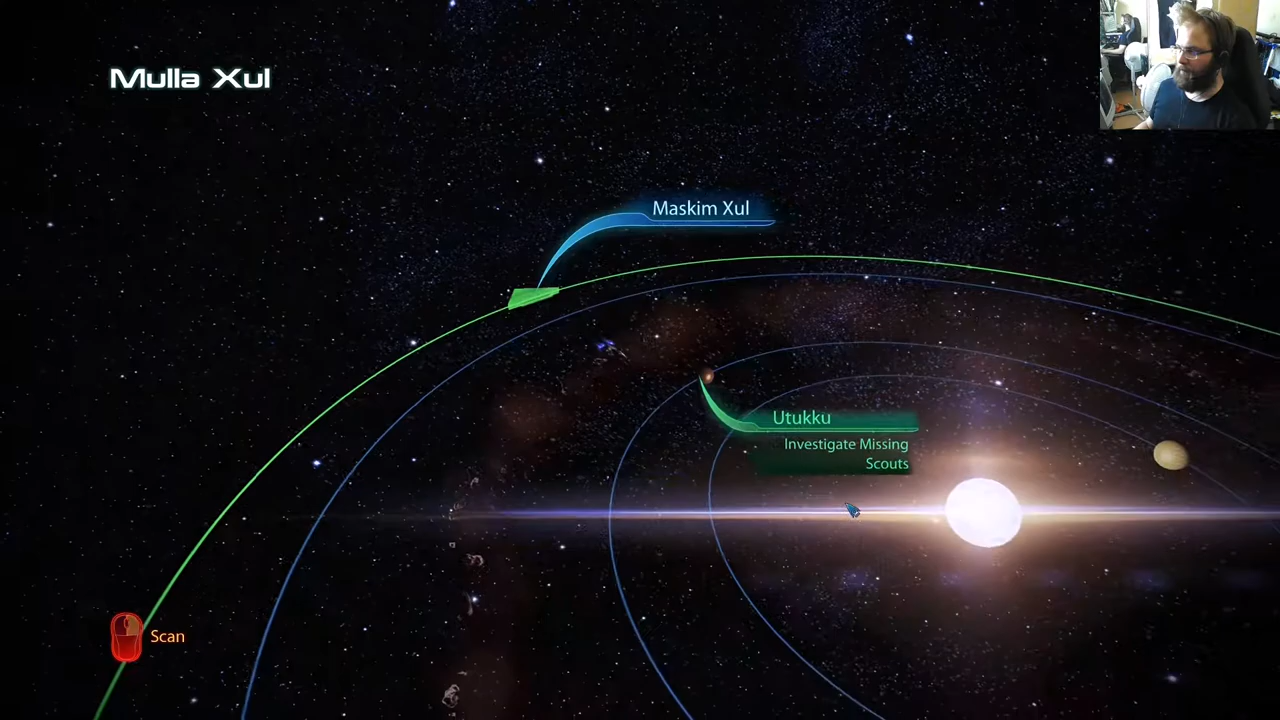 Mulla Xul
Maskim Xul
Utukku
Investigate Missing
Scouts
Scan